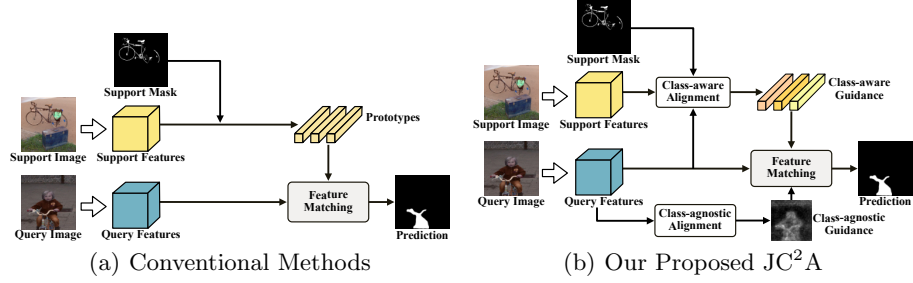 Support Mask
Support Image
Support Features
Prototypes
Query Image
Query Features
Feature
Matching
Prediction
(a) Conventional Methods
Support Mask
Support Image
Support Features
Class-aware
Alignment
Class-aware
Guidance
Query Image
Query Features
Feature
Matching
Prediction
Class-agnostic
Alignment
Class-agnostic
Guidance
(b) Our Proposed JC²A